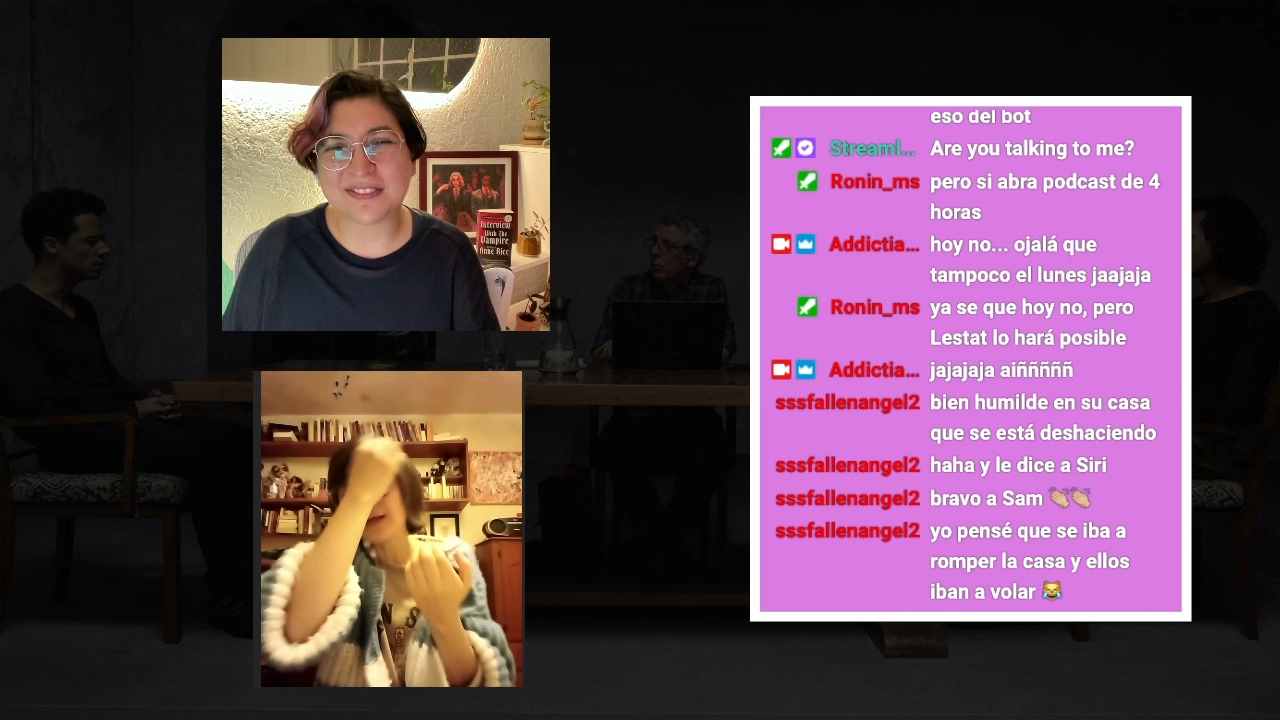 Interview
With The
Vampire
Anne Rice
eso del bot
Streaml... Are you talking to me?
Ronin_ms pero si abra podcast de 4
horas
Addictia... hoy no... ojalá que
tampoco el lunes jaajaja
Ronin_ms ya se que hoy no, pero
Lestat lo hará posible
Addictia... jajajaja aiññññññ
sssfallenangel2 bien humilde en su casa
que se está deshaciendo
sssfallenangel2 haha y le dice a Siri
sssfallenangel2 bravo a Sam 👏🏼👏🏼
sssfallenangel2 yo pensé que se iba a
romper la casa y ellos
iban a volar 😹